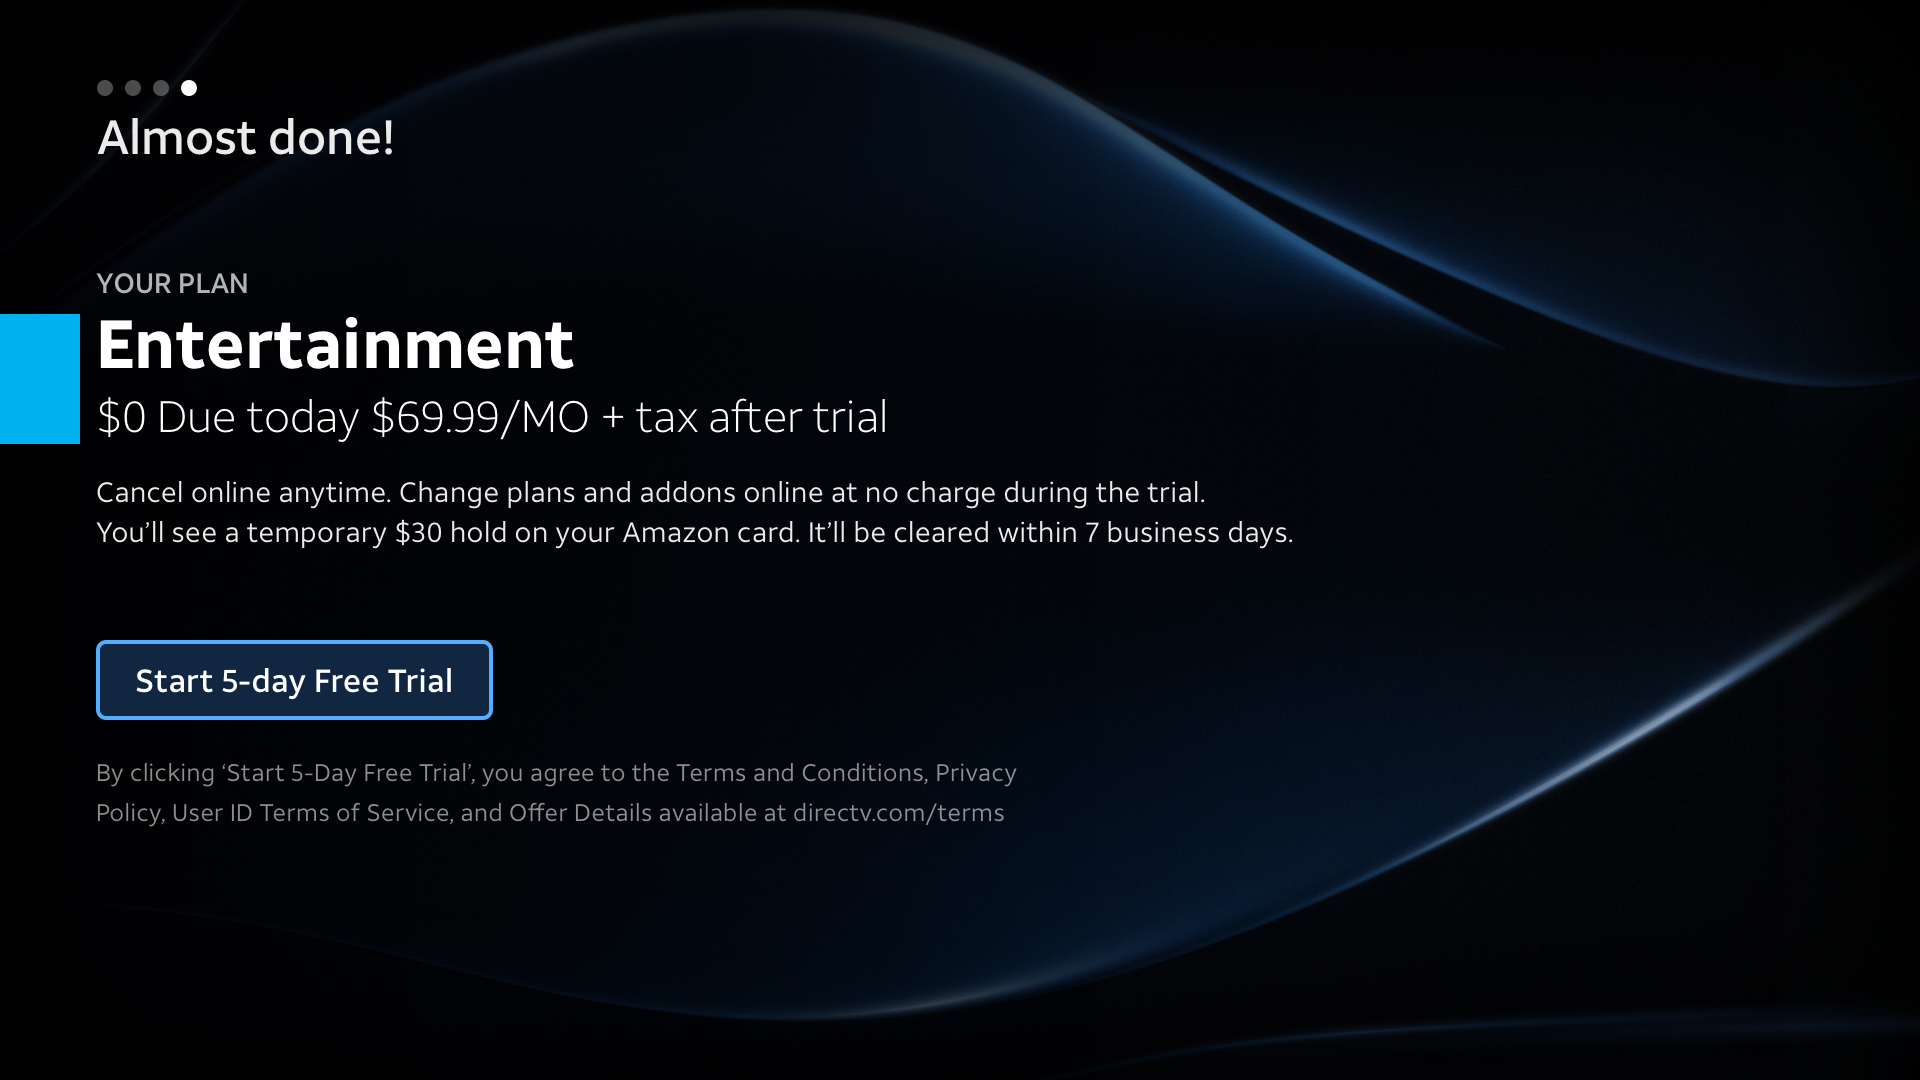 Almost done!
YOUR PLAN
Entertainment
$0 Due today $69.99/MO + tax after trial
Cancel online anytime. Change plans and addons online at no charge during the trial.
You’ll see a temporary $30 hold on your Amazon card. It’ll be cleared within 7 business days.
Start 5-day Free Trial
By clicking ‘Start 5-Day Free Trial’, you agree to the Terms and Conditions, Privacy
Policy, User ID Terms of Service, and Offer Details available at directv.com/terms